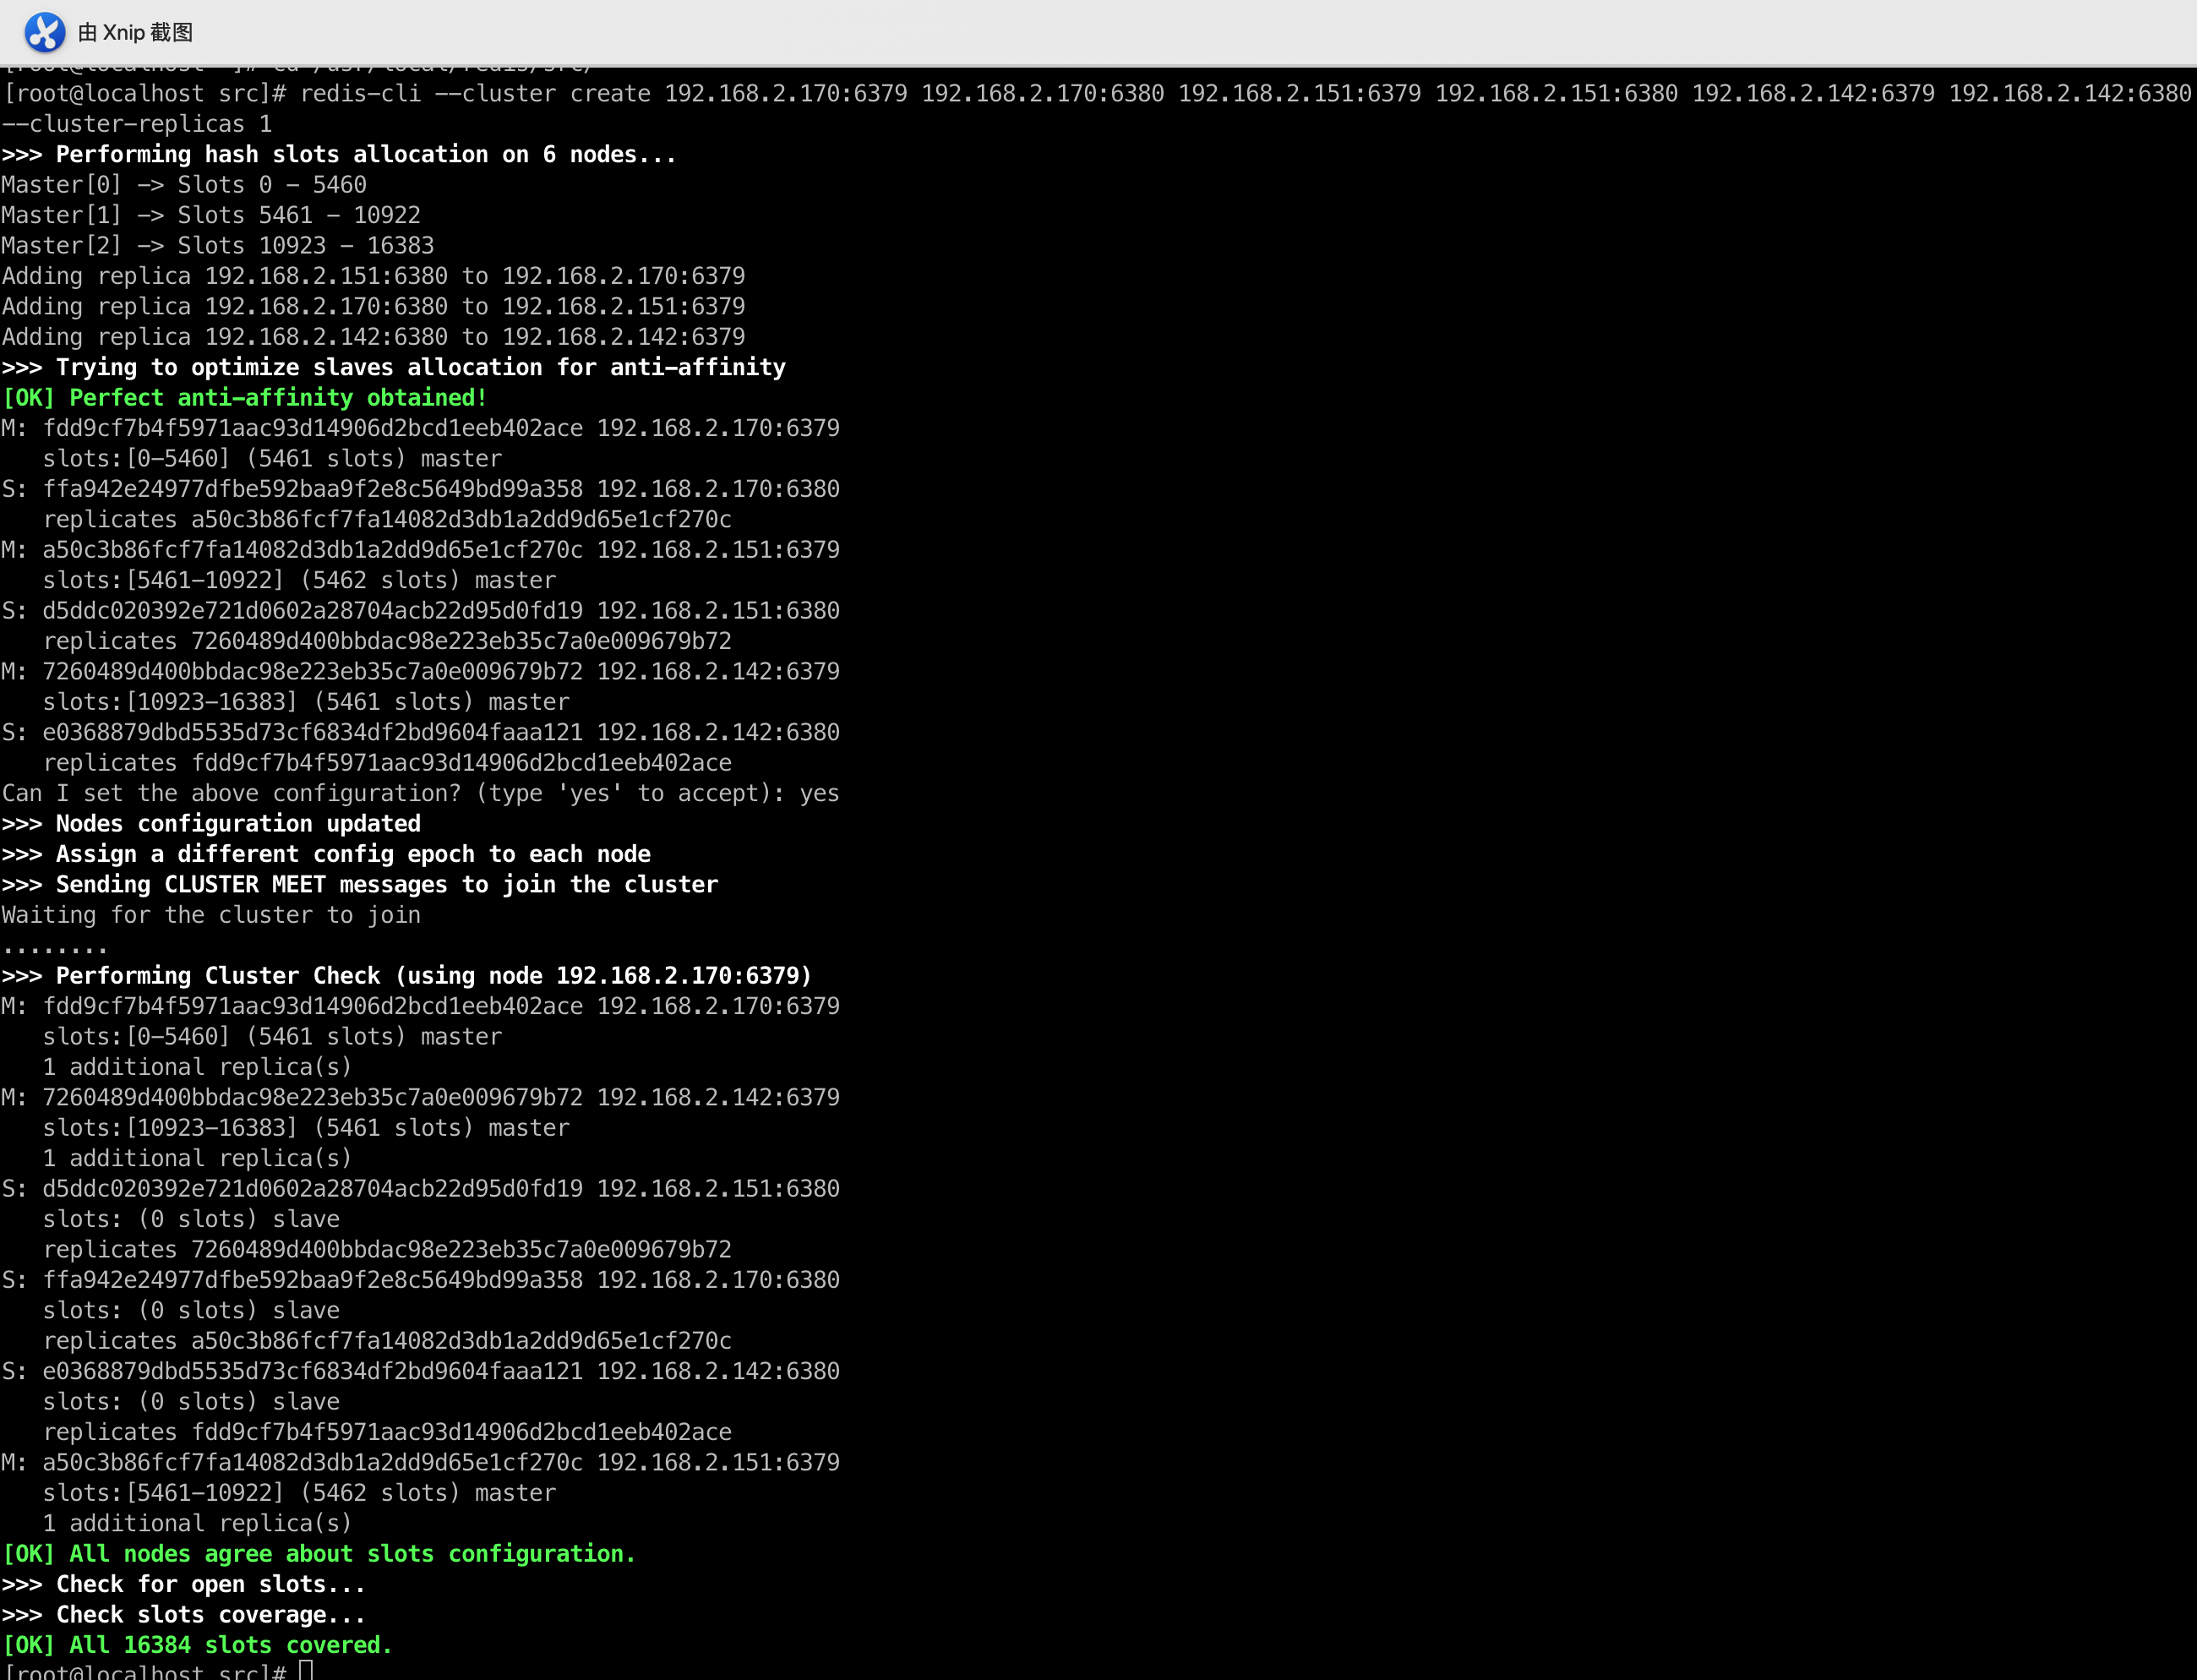 由 Xnip 截图
[root@localhost ~]# cd /usr/local/redis/src/
[root@localhost src]# redis-cli --cluster create 192.168.2.170:6379 192.168.2.170:6380 192.168.2.151:6379 192.168.2.151:6380 192.168.2.142:6379 192.168.2.142:6380
--cluster-replicas 1
>>> Performing hash slots allocation on 6 nodes...
Master[0] -> Slots 0 - 5460
Master[1] -> Slots 5461 - 10922
Master[2] -> Slots 10923 - 16383
Adding replica 192.168.2.151:6380 to 192.168.2.170:6379
Adding replica 192.168.2.170:6380 to 192.168.2.151:6379
Adding replica 192.168.2.142:6380 to 192.168.2.142:6379
>>> Trying to optimize slaves allocation for anti-affinity
[OK] Perfect anti-affinity obtained!
M: fdd9cf7b4f5971aac93d14906d2bcd1eeb402ace 192.168.2.170:6379
   slots:[0-5460] (5461 slots) master
S: ffa942e24977dfbe592baa9f2e8c5649bd99a358 192.168.2.170:6380
   replicates a50c3b86fcf7fa14082d3db1a2dd9d65e1cf270c
M: a50c3b86fcf7fa14082d3db1a2dd9d65e1cf270c 192.168.2.151:6379
   slots:[5461-10922] (5462 slots) master
S: d5ddc020392e721d0602a28704acb22d95d0fd19 192.168.2.151:6380
   replicates 7260489d400bbdac98e223eb35c7a0e009679b72
M: 7260489d400bbdac98e223eb35c7a0e009679b72 192.168.2.142:6379
   slots:[10923-16383] (5461 slots) master
S: e0368879dbd5535d73cf6834df2bd9604faaa121 192.168.2.142:6380
   replicates fdd9cf7b4f5971aac93d14906d2bcd1eeb402ace
Can I set the above configuration? (type 'yes' to accept): yes
>>> Nodes configuration updated
>>> Assign a different config epoch to each node
>>> Sending CLUSTER MEET messages to join the cluster
Waiting for the cluster to join
........
>>> Performing Cluster Check (using node 192.168.2.170:6379)
M: fdd9cf7b4f5971aac93d14906d2bcd1eeb402ace 192.168.2.170:6379
   slots:[0-5460] (5461 slots) master
   1 additional replica(s)
M: 7260489d400bbdac98e223eb35c7a0e009679b72 192.168.2.142:6379
   slots:[10923-16383] (5461 slots) master
   1 additional replica(s)
S: d5ddc020392e721d0602a28704acb22d95d0fd19 192.168.2.151:6380
   slots: (0 slots) slave
   replicates 7260489d400bbdac98e223eb35c7a0e009679b72
S: ffa942e24977dfbe592baa9f2e8c5649bd99a358 192.168.2.170:6380
   slots: (0 slots) slave
   replicates a50c3b86fcf7fa14082d3db1a2dd9d65e1cf270c
S: e0368879dbd5535d73cf6834df2bd9604faaa121 192.168.2.142:6380
   slots: (0 slots) slave
   replicates fdd9cf7b4f5971aac93d14906d2bcd1eeb402ace
M: a50c3b86fcf7fa14082d3db1a2dd9d65e1cf270c 192.168.2.151:6379
   slots:[5461-10922] (5462 slots) master
   1 additional replica(s)
[OK] All nodes agree about slots configuration.
>>> Check for open slots...
>>> Check slots coverage...
[OK] All 16384 slots covered.
[root@localhost src]#